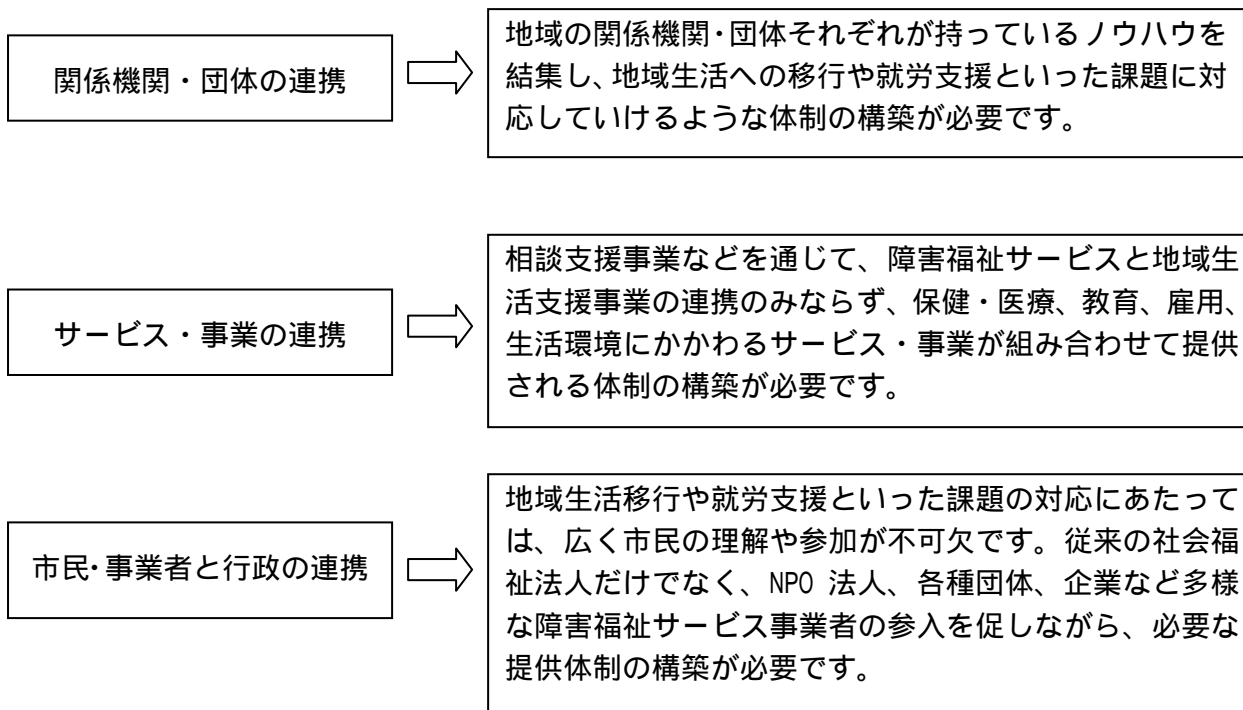 関係機関・団体の連携
地域の関係機関・団体それぞれが持っているノウハウを
結集し、地域生活への移行や就労支援といった課題に対
応していけるような体制の構築が必要です。
サービス・事業の連携
相談支援事業などを通じて、障害福祉サービスと地域生
活支援事業の連携のみならず、保健・医療、教育、雇用、
生活環境にかかわるサービス・事業が組み合わせて提供
される体制の構築が必要です。
市民・事業者と行政の連携
地域生活移行や就労支援といった課題の対応にあたって
は、広く市民の理解や参加が不可欠です。従来の社会福
祉法人だけでなく、NPO 法人、各種団体、企業など多様
な障害福祉サービス事業者の参入を促しながら、必要な
提供体制の構築が必要です。